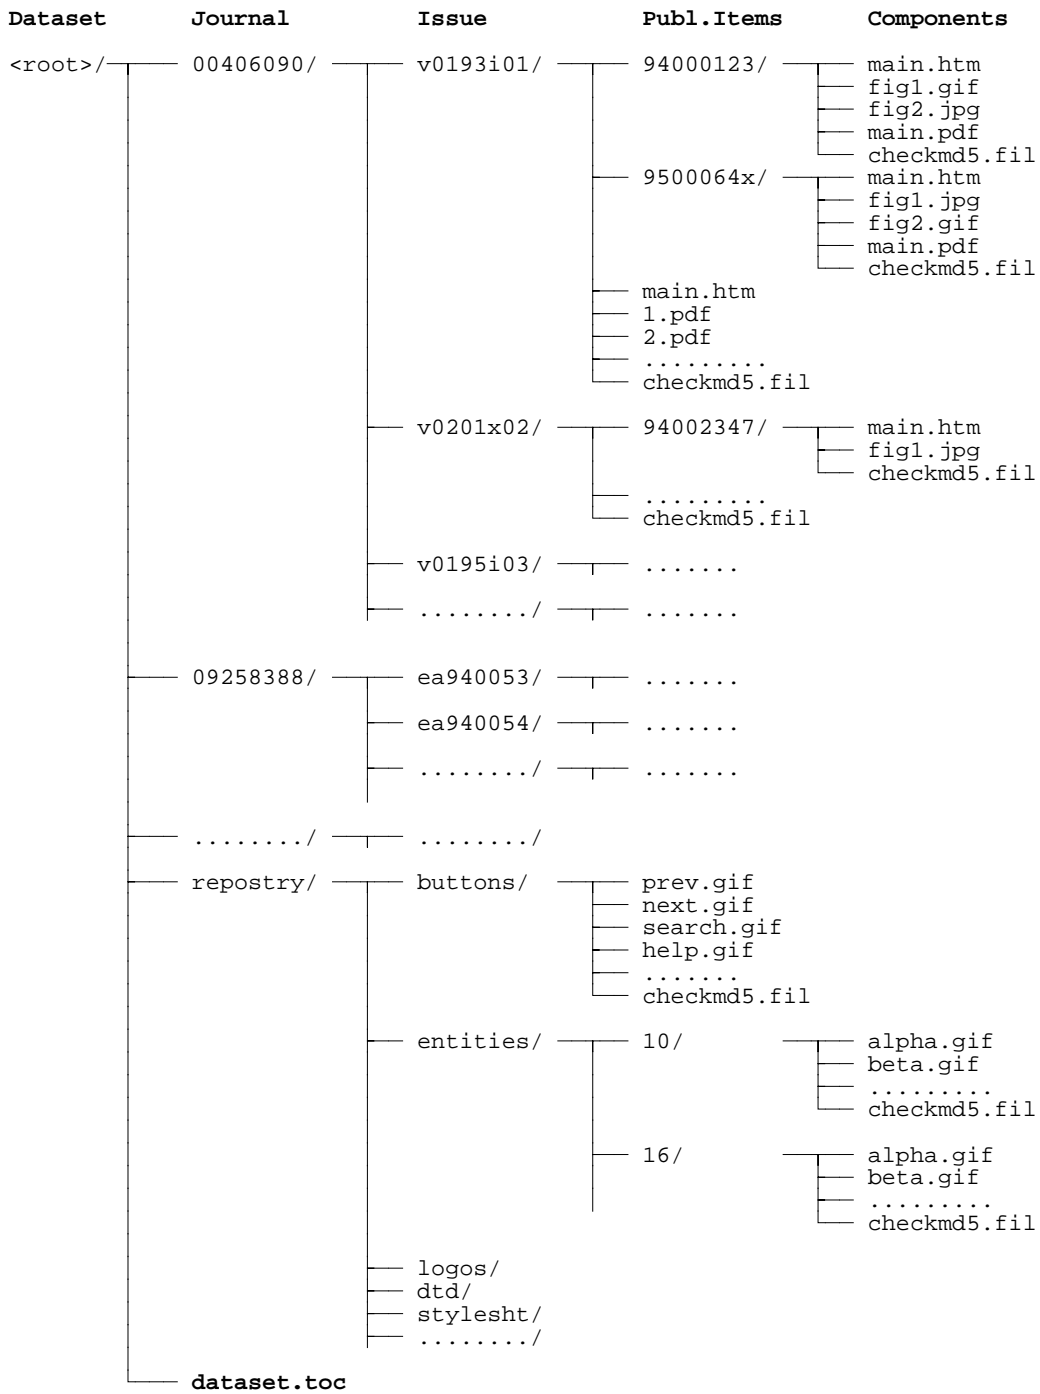 Dataset Journal Issue Publ.Items Components
<root>/ 00406090/ v0193i01/ 94000123/ main.htm
fig1.gif
fig2.jpg
main.pdf
checkmd5.fil
9500064x/ main.htm
fig1.jpg
fig2.gif
main.pdf
checkmd5.fil
main.htm
1.pdf
2.pdf
.........
checkmd5.fil
v0201x02/ 94002347/ main.htm
fig1.jpg
checkmd5.fil
.........
checkmd5.fil
v0195i03/ .......
......../ .......
09258388/ ea940053/ .......
ea940054/ .......
......../ .......
......../ ......../
repostry/ buttons/ prev.gif
next.gif
search.gif
help.gif
.......
checkmd5.fil
entities/ 10/ alpha.gif
beta.gif
.........
checkmd5.fil
16/ alpha.gif
beta.gif
.........
checkmd5.fil
logos/
dtd/
stylesht/
......../
dataset.toc